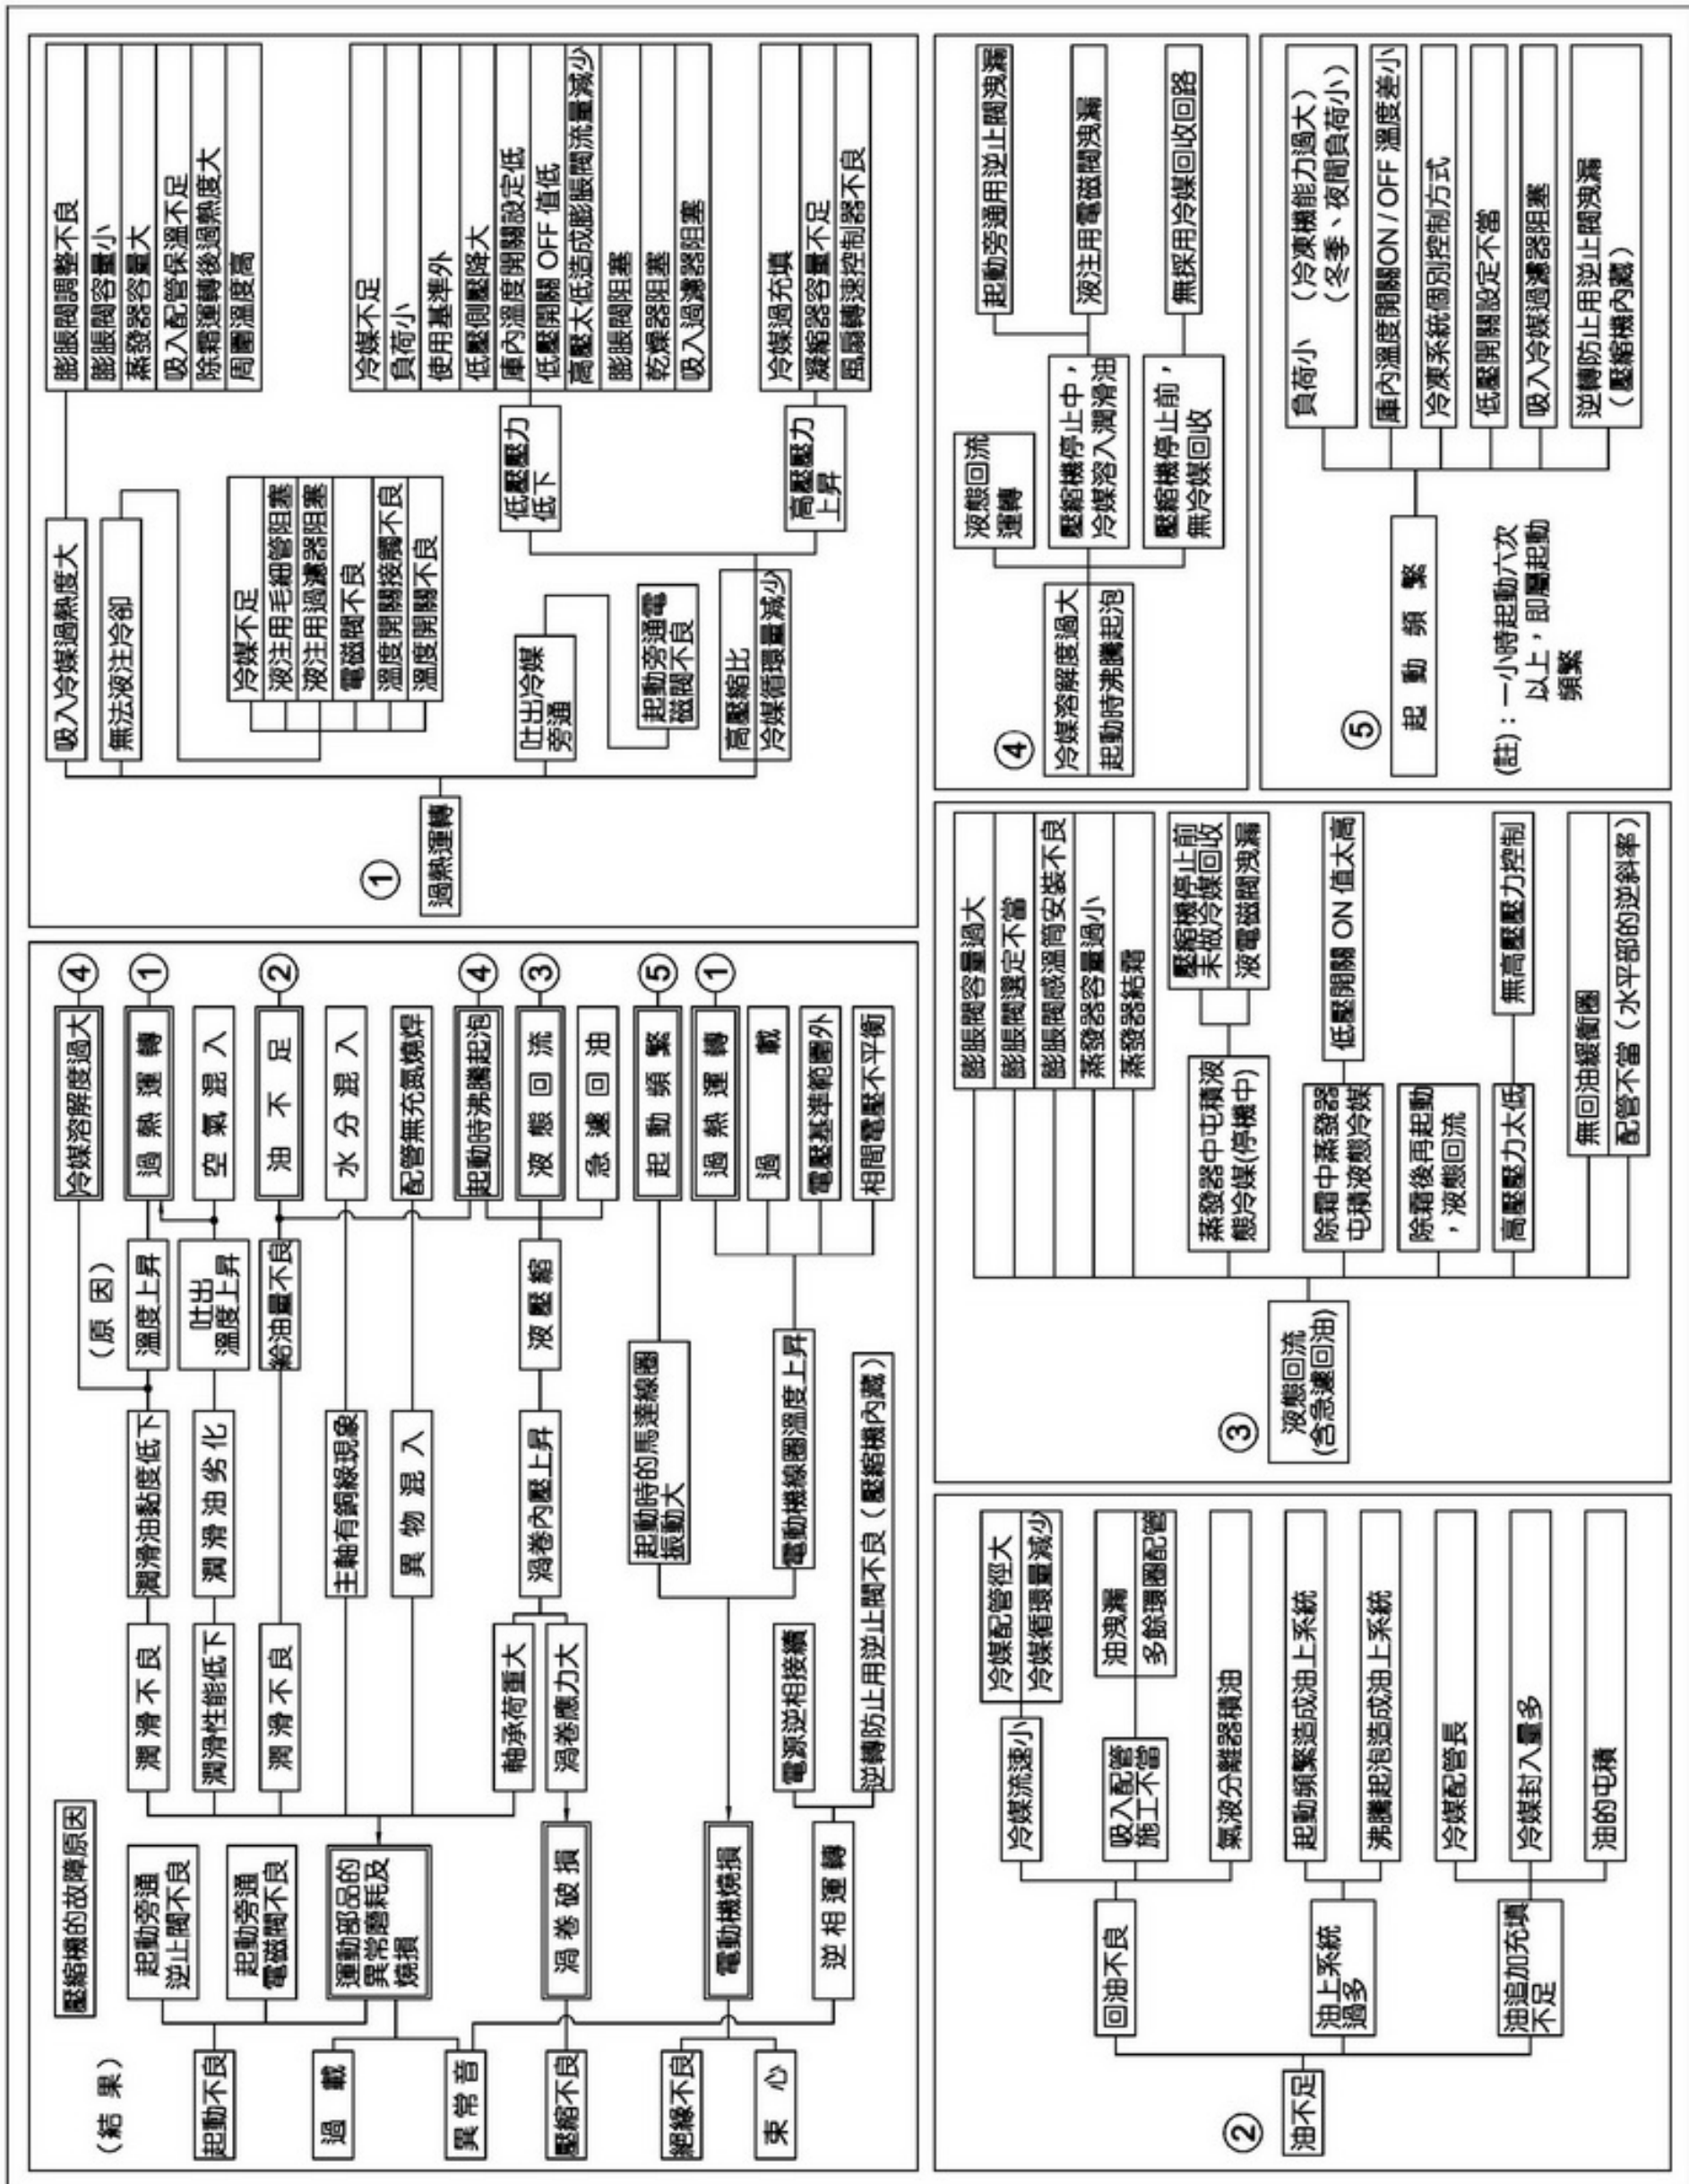 壓縮機的故障原因
(結 果)
(原 因)
起動不良
過 載
異 常 音
壓縮不良
絕緣不良
束 心
起動旁通
逆止閥不良
起動旁通
電磁閥不良
運動部品的
異常磨耗及
燒損
渦 卷 破 損
電動機燒損
逆 相 運 轉
潤 滑 不 良
潤滑性能低下
潤 滑 不 良
軸承荷重大
渦卷應力大
電源逆相接續
逆轉防止用逆止閥不良(壓縮機內藏)
潤滑油黏度低下
潤 滑 油 劣 化
主軸有銅綠現象
異 物 混 入
渦卷內壓上昇
起動時的馬達線圈
振動大
電動機線圈溫度上昇
溫度上昇
吐出
溫度上昇
給油量不良
液 壓 縮
冷媒溶解度過大
④
過 熱 運 轉
①
空 氣 混 入
油 不 足
②
水 分 混 入
配管無充氮燒焊
起動時沸騰起泡
④
液 態 回 流
③
急 遽 回 油
起 動 頻 繁
⑤
過 熱 運 轉
①
過 載
電壓基準範圍外
相間電壓不平衡
①
過熱運轉
吸入冷媒過熱度大
膨脹閥調整不良
膨脹閥容量小
蒸發器容量大
吸入配管保溫不足
除霜運轉後過熱度大
周圍溫度高
無法液注冷卻
冷媒不足
液注用毛細管阻塞
液注用過濾器阻塞
電磁閥不良
溫度開關接觸不良
溫度開關不良
吐出冷媒
旁通
起動旁通電
磁閥不良
高壓縮比
冷媒循環量減少
低壓壓力
低下
冷媒不足
負荷小
使用基準外
低壓側壓降大
庫內溫度開關設定低
低壓開關 OFF 值低
高壓太低造成膨脹閥流量減少
膨脹閥阻塞
乾燥器阻塞
吸入過濾器阻塞
高壓壓力
上昇
冷媒過充填
凝縮器容量不足
風扇轉速控制器不良
②
油不足
回油不良
冷媒流速小
冷媒配管徑大
冷媒循環量減少
吸入配管
施工不當
油洩漏
多餘環圈配管
氣液分離器積油
油上系統
過多
起動頻繁造成油上系統
沸騰起泡造成油上系統
油追加充填
不足
冷媒配管長
冷媒封入量多
油的屯積
③
液態回流
(含急遽回油)
膨脹閥容量過大
膨脹閥選定不當
膨脹閥感溫筒安裝不良
蒸發器容量過小
蒸發器結霜
蒸發器中屯積液
態冷媒(停機中)
壓縮機停止前
未做冷媒回收
液電磁閥洩漏
除霜中蒸發器
屯積液態冷媒
低壓開關 ON 值太高
除霜後再起動
,液態回流
高壓壓力太低
無高壓壓力控制
無回油緩衝圈
配管不當(水平部的逆斜率)
④
冷媒溶解度過大
起動時沸騰起泡
液態回流
運轉
壓縮機停止中,
冷媒溶入潤滑油
起動旁通用逆止閥洩漏
液注用電磁閥洩漏
壓縮機停止前,
無冷媒回收
無採用冷媒回收回路
⑤
起 動 頻 繁
負荷小 (冷凍機能力過大)
(冬季、夜間負荷小)
庫內溫度開關ON / OFF 溫度差小
冷凍系統個別控制方式
低壓開關設定不當
吸入冷媒過濾器阻塞
逆轉防止用逆止閥洩漏
(壓縮機內藏)
(註):一小時起動六次
以上,即屬起動
頻繁